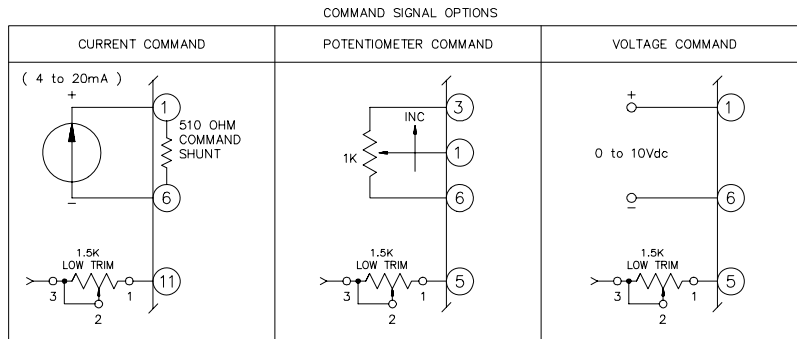 COMMAND SIGNAL OPTIONS
CURRENT COMMAND
( 4 to 20mA )
+
1
510 OHM
COMMAND
SHUNT
–
6
1.5K
LOW TRIM
3
1
2
11
POTENTIOMETER COMMAND
3
INC
1K
1
6
1.5K
LOW TRIM
3
1
2
5
VOLTAGE COMMAND
+
1
0 to 10Vdc
–
6
1.5K
LOW TRIM
3
1
2
5